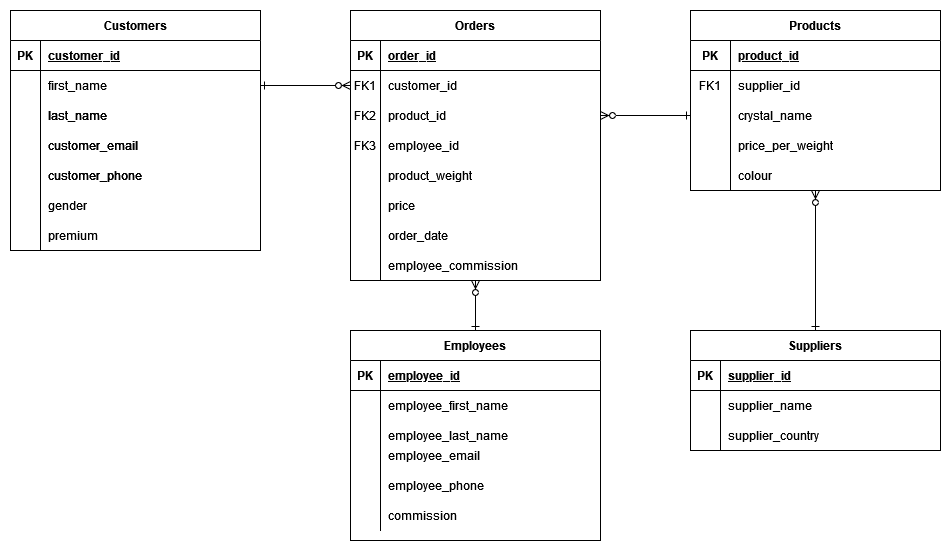 Customers
PK customer_id
first_name
last_name
customer_email
customer_phone
gender
premium
Orders
PK order_id
FK1 customer_id
FK2 product_id
FK3 employee_id
product_weight
price
order_date
employee_commission
Products
PK product_id
FK1 supplier_id
crystal_name
price_per_weight
colour
Employees
PK employee_id
employee_first_name
employee_last_name
employee_email
employee_phone
commission
Suppliers
PK supplier_id
supplier_name
supplier_country